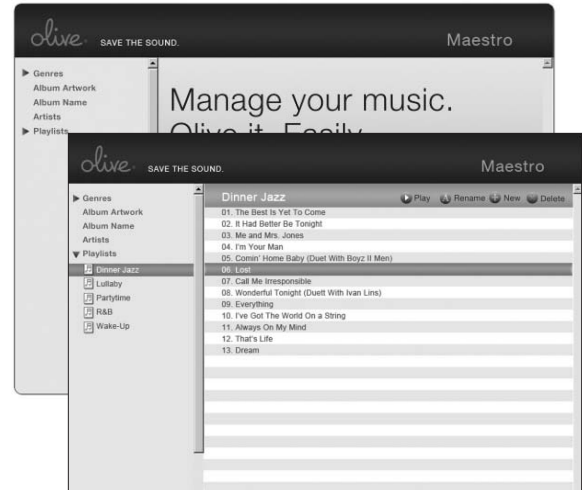 olive. SAVE THE SOUND. Maestro
Genres
Album Artwork
Album Name
Artists
Playlists
Manage your music.
Olive it. Easily.
olive. SAVE THE SOUND. Maestro
Genres
Album Artwork
Album Name
Artists
Playlists
Dinner Jazz
Lullaby
Partytime
R&B
Wake-Up
Dinner Jazz Play Rename New Delete
01. The Best Is Yet To Come
02. It Had Better Be Tonight
03. Me and Mrs. Jones
04. I'm Your Man
05. Comin' Home Baby (Duet With Boyz II Men)
06. Lost
07. Call Me Irresponsible
08. Wonderful Tonight (Duett With Ivan Lins)
09. Everything
10. I've Got The World On a String
11. Always On My Mind
12. That's Life
13. Dream